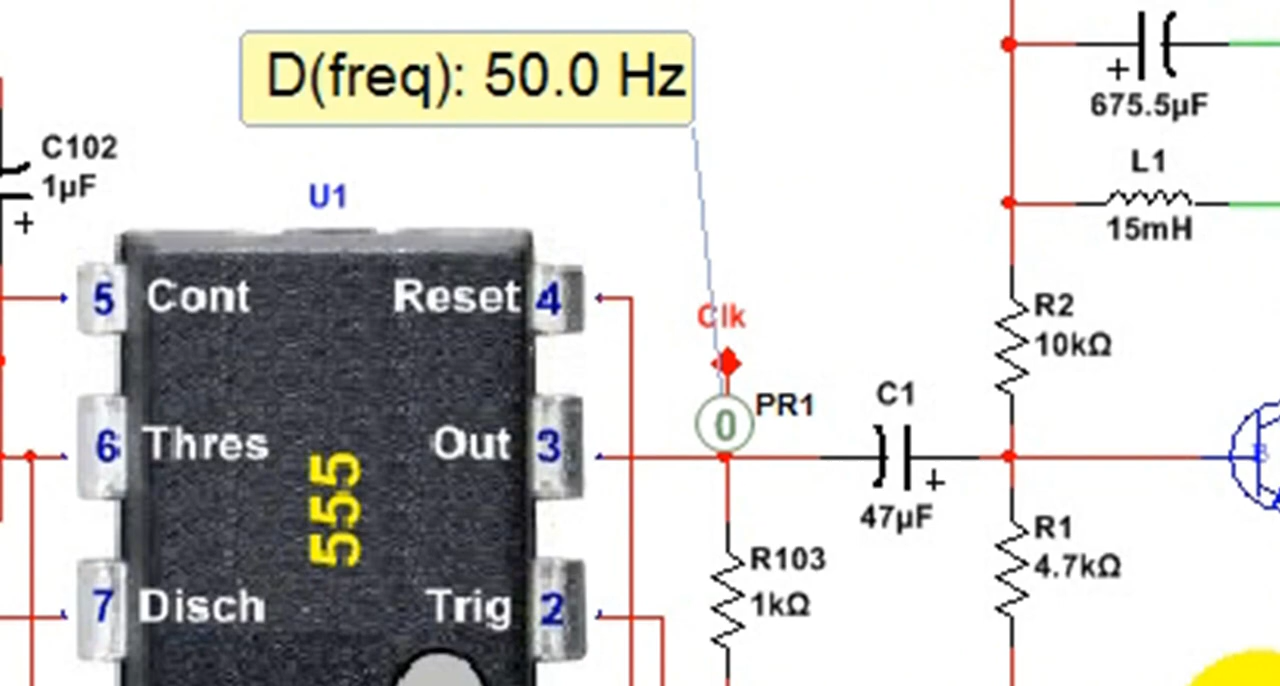 D(freq): 50.0 Hz
+
675.5µF
C102
1µF
+
L1
15mH
U1
5 Cont
Reset 4
Clk
R2
10kΩ
6 Thres
Out 3
555
0
PR1
C1
+
47µF
B
R1
4.7kΩ
R103
1kΩ
7 Disch
Trig 2